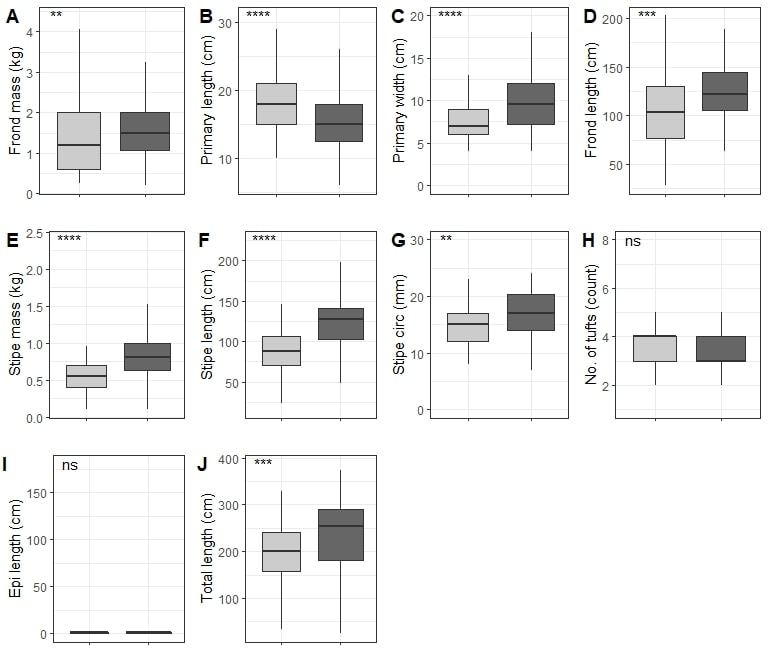 A
**
Frond mass (kg)
4
3
2
1
0
B
****
Primary length (cm)
30
20
10
C
****
Primary width (cm)
20
15
10
5
0
D
***
Frond length (cm)
200
150
100
50
E
****
Stipe mass (kg)
2.5
2.0
1.5
1.0
0.5
0.0
F
****
Stipe length (cm)
200
150
100
50
G
**
Stipe circ (mm)
30
20
10
0
H
ns
No. of tufts (count)
8
6
4
2
I
ns
Epi length (cm)
150
100
50
0
J
***
Total length (cm)
400
300
200
100